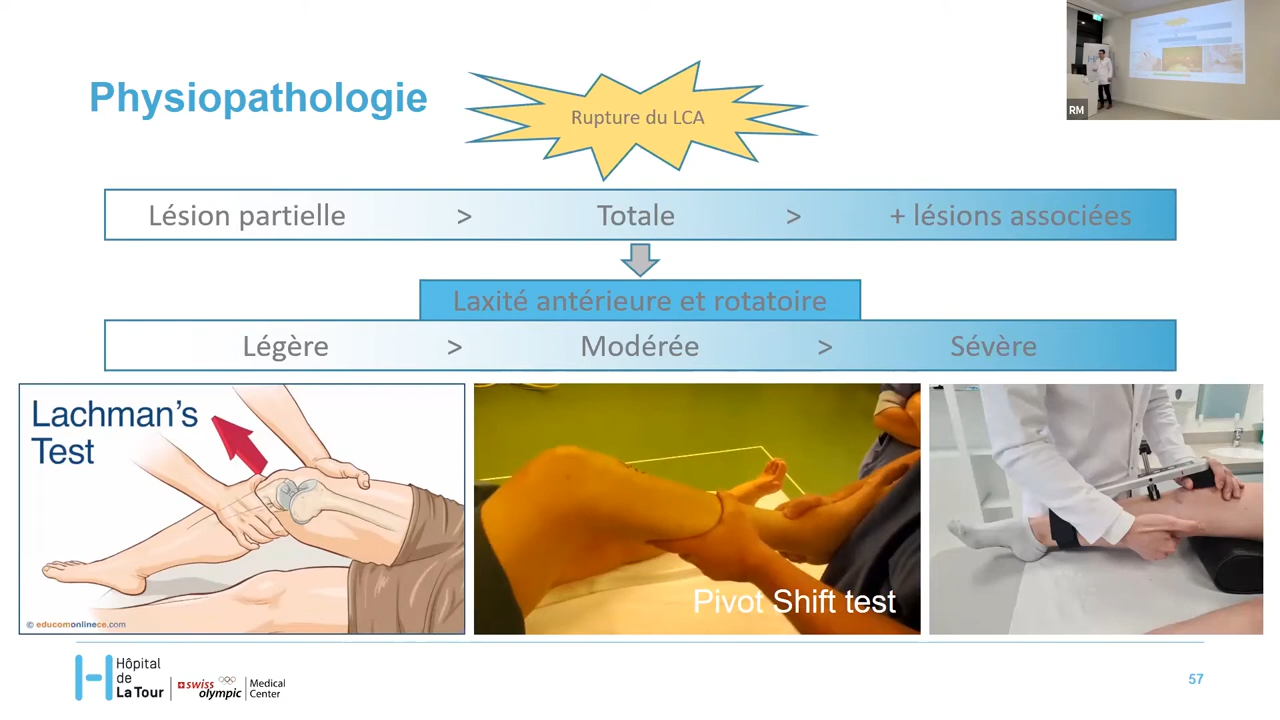 Physiopathologie
Rupture du LCA
RM
Lésion partielle > Totale > + lésions associées
Laxité antérieure et rotatoire
Légère > Modérée > Sévère
Lachman's
Test
© educomonlinece.com
Pivot Shift test
Hôpital
de
La Tour
swiss
olympic
Medical
Center
57